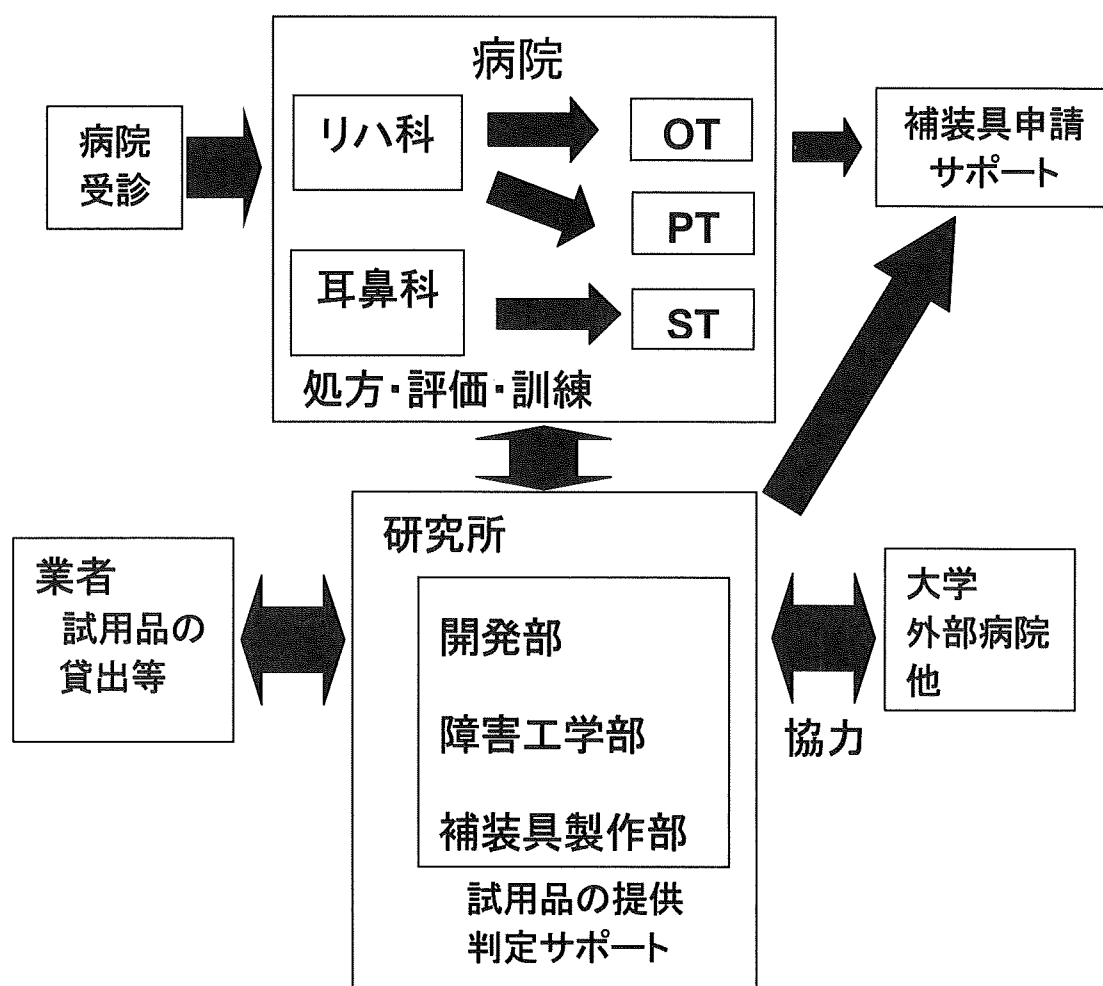 病院
病院
受診
リハ科
OT
補装具申請
サポート
PT
耳鼻科
ST
処方・評価・訓練
研究所
業者
試用品の
貸出等
開発部
障害工学部
補装具製作部
大学
外部病院
他
協力
試用品の提供
判定サポート